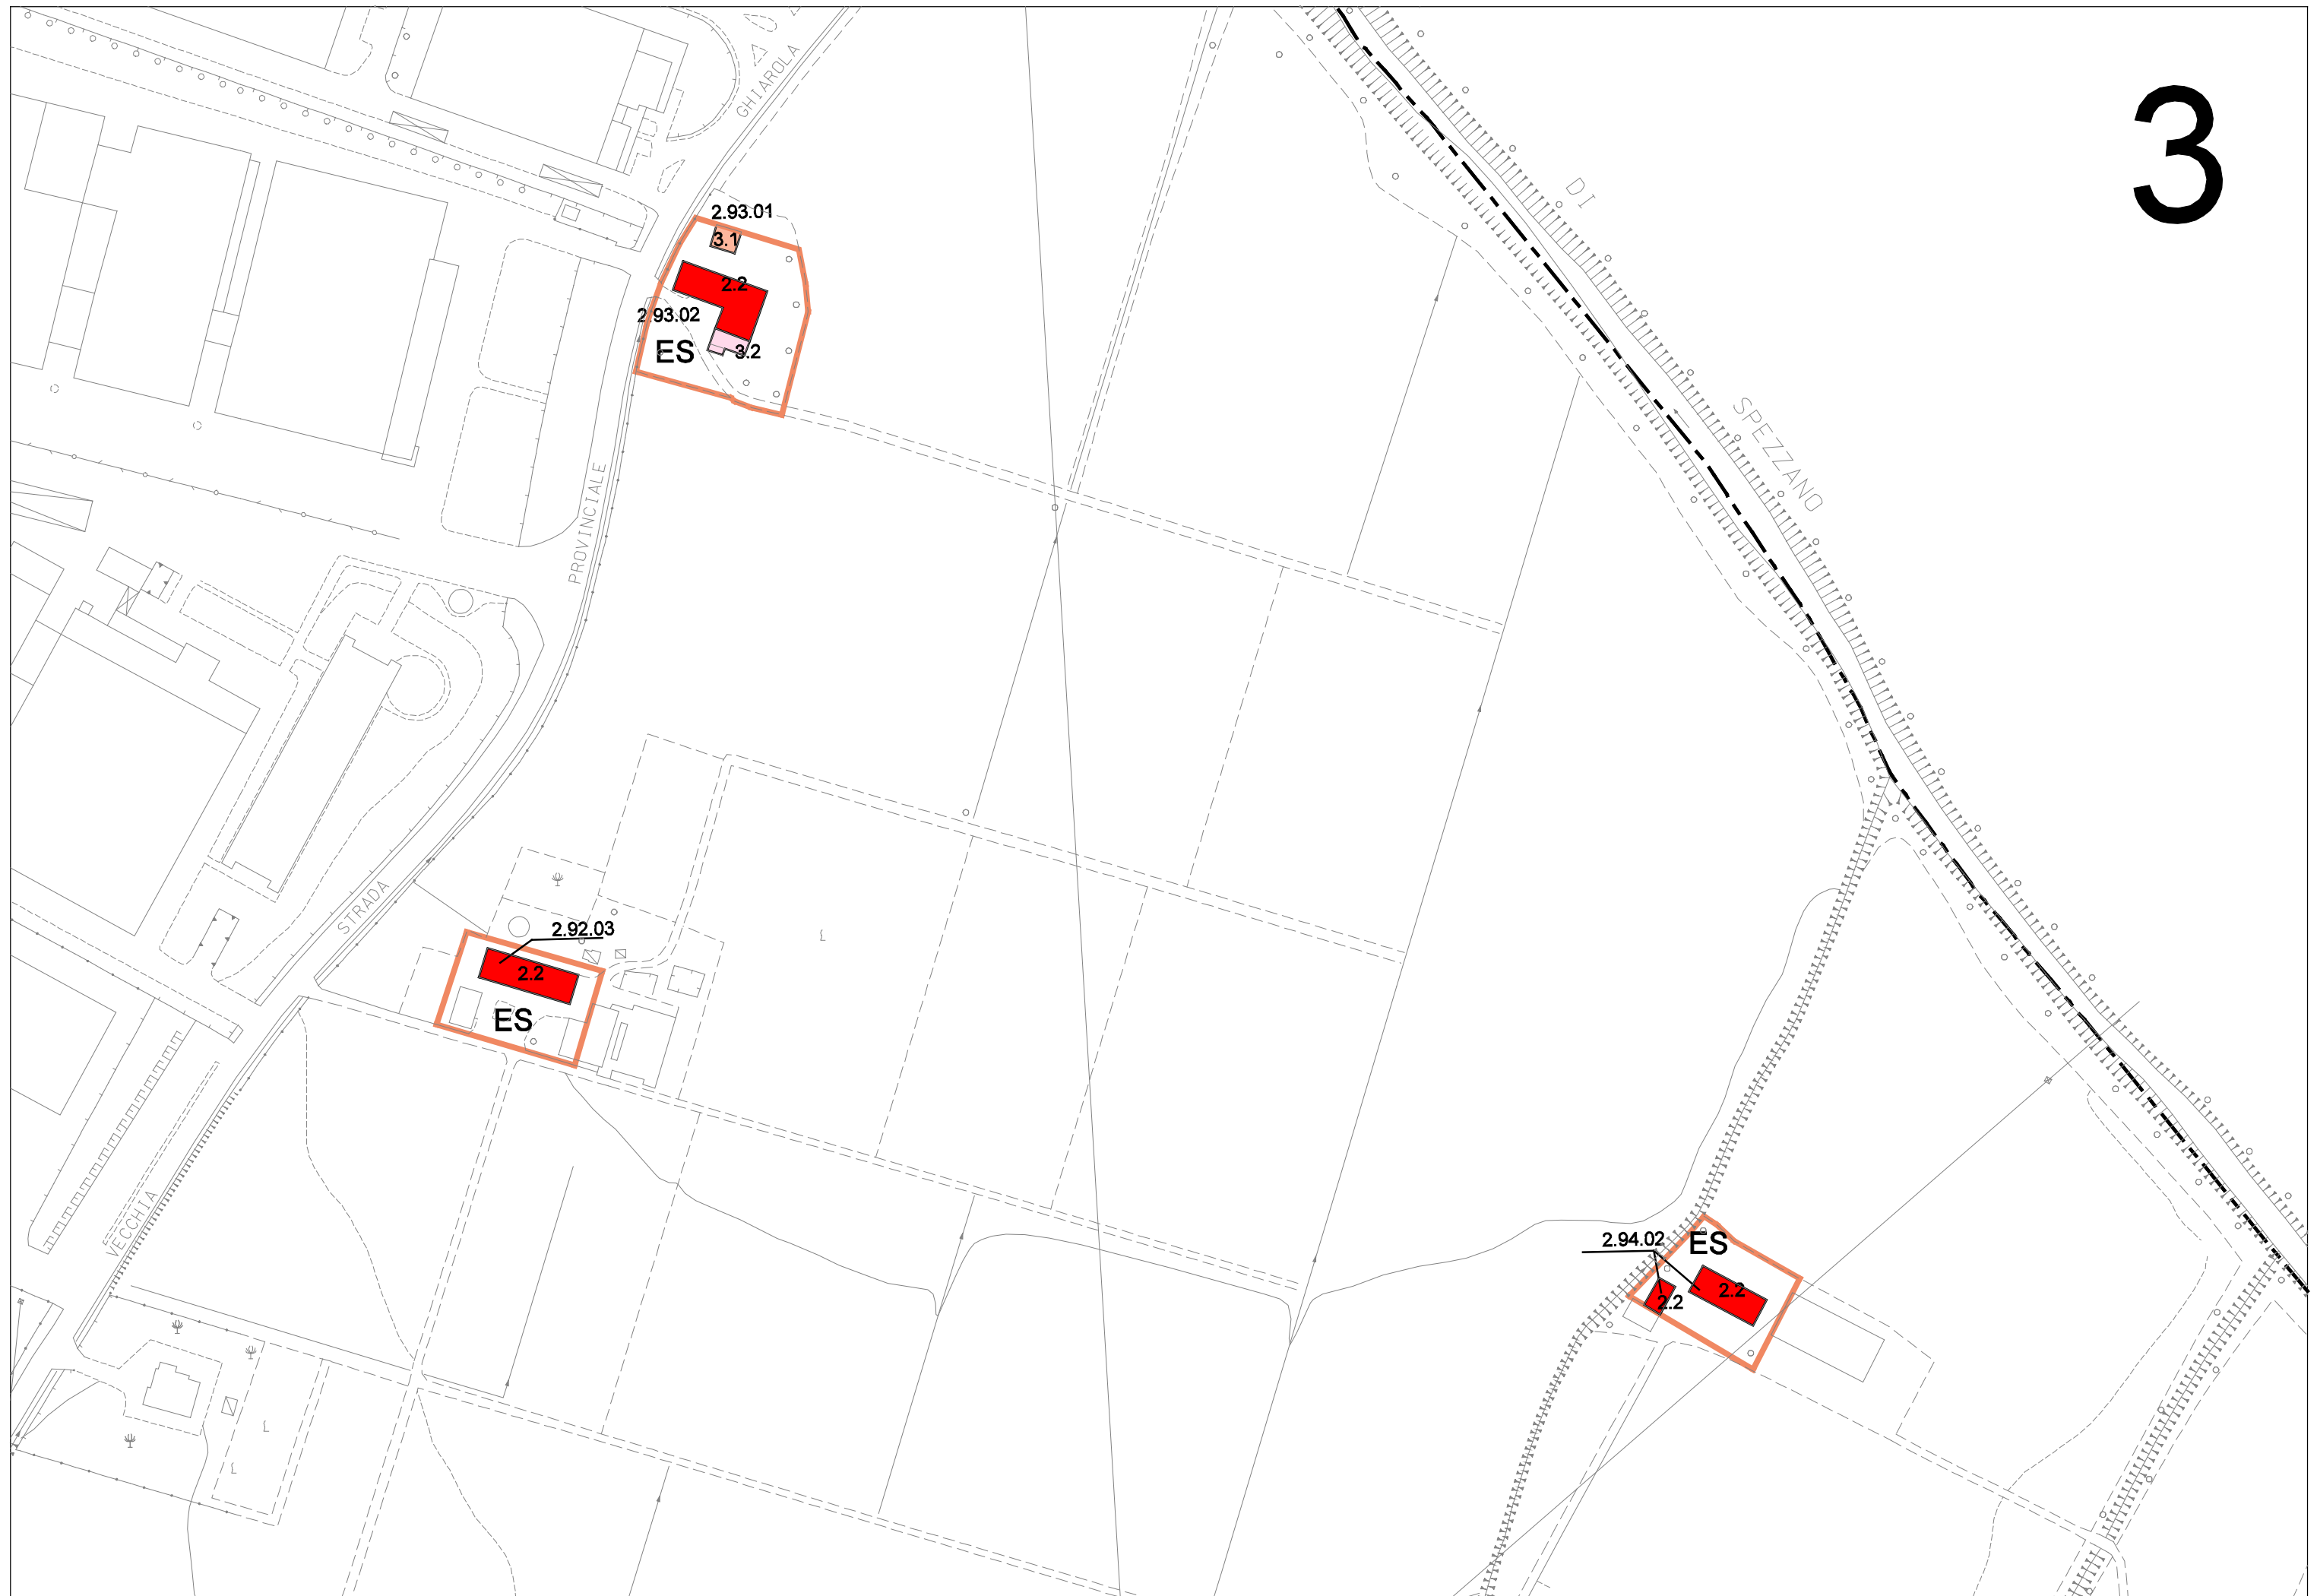 3
GHIAROLA
DI
SPEZZANO
2.93.01
3.1
2.2
2.93.02
ES
3.2
PROVINCIALE
STRADA
2.92.03
2.2
ES
VECCHIA
2.94.02
ES
2.2
2.2